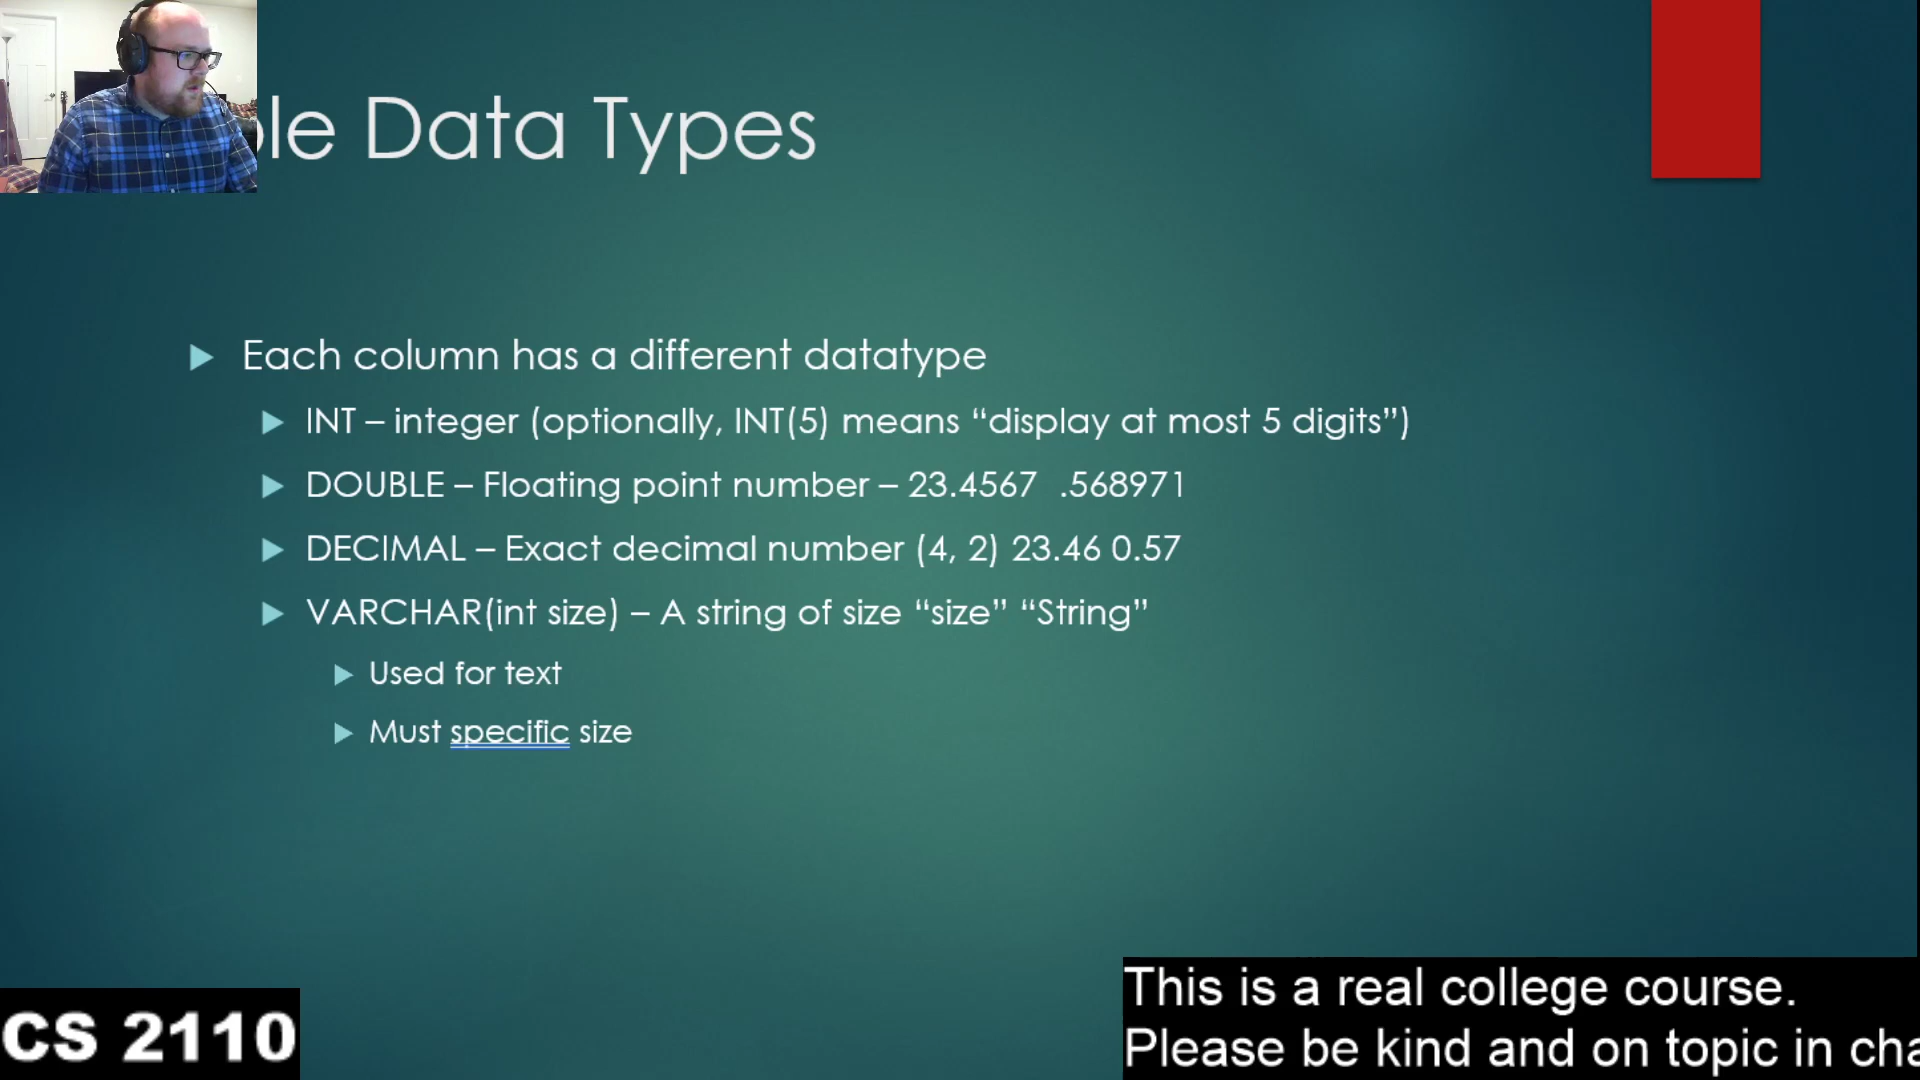 le Data Types
Each column has a different datatype
INT – integer (optionally, INT(5) means “display at most 5 digits”)
DOUBLE – Floating point number – 23.4567 .568971
DECIMAL – Exact decimal number (4, 2) 23.46 0.57
VARCHAR(int size) – A string of size “size” “String”
Used for text
Must specific size
CS 2110
This is a real college course.
Please be kind and on topic in cha